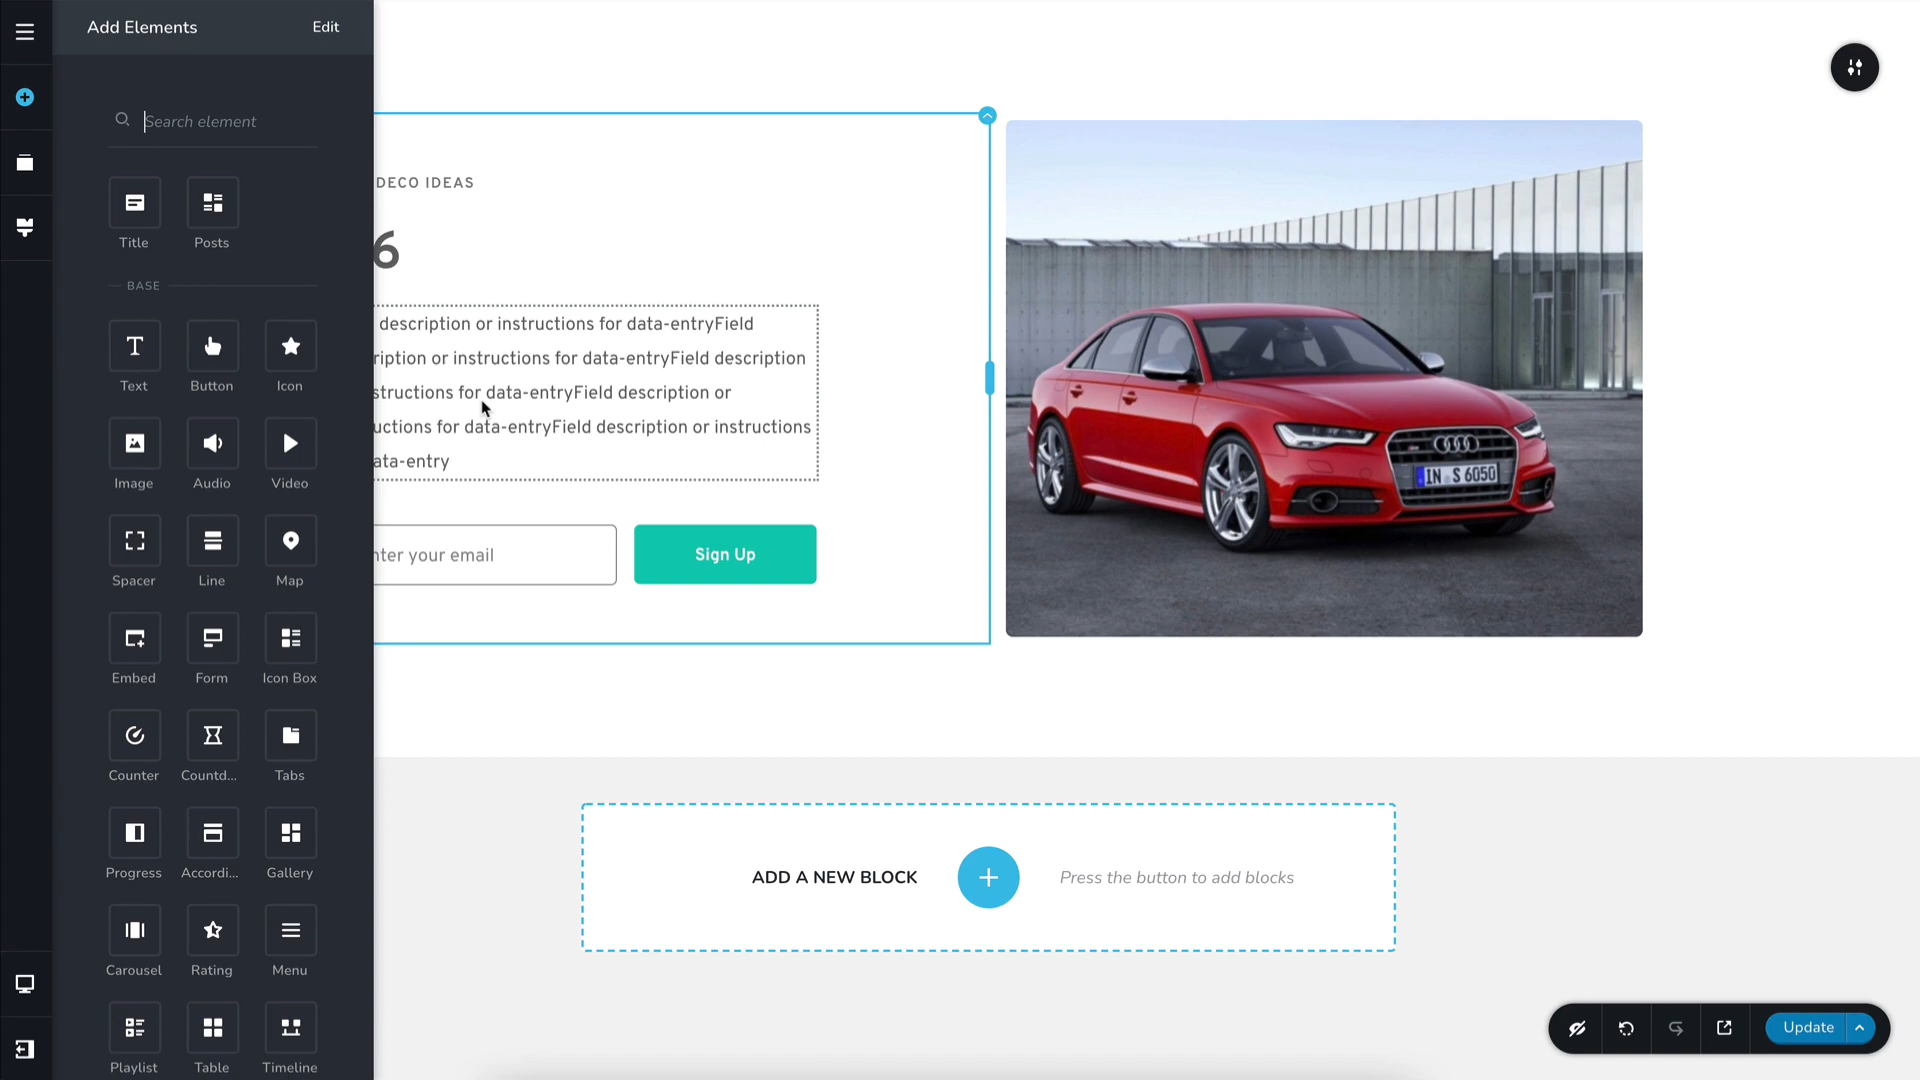 Add Elements
Edit
Search element
Title
Posts
BASE
Text
Button
Icon
Image
Audio
Video
Spacer
Line
Map
Embed
Form
Icon Box
Counter
Countd...
Tabs
Progress
Accordi...
Gallery
Carousel
Rating
Menu
Playlist
Table
Timeline
DECO IDEAS
6
description or instructions for data-entryField
ription or instructions for data-entryField description
structions for data-entryField description or
uctions for data-entryField description or instructions
ata-entry
nter your email
Sign Up
IN S 6050
ADD A NEW BLOCK
Press the button to add blocks
Update